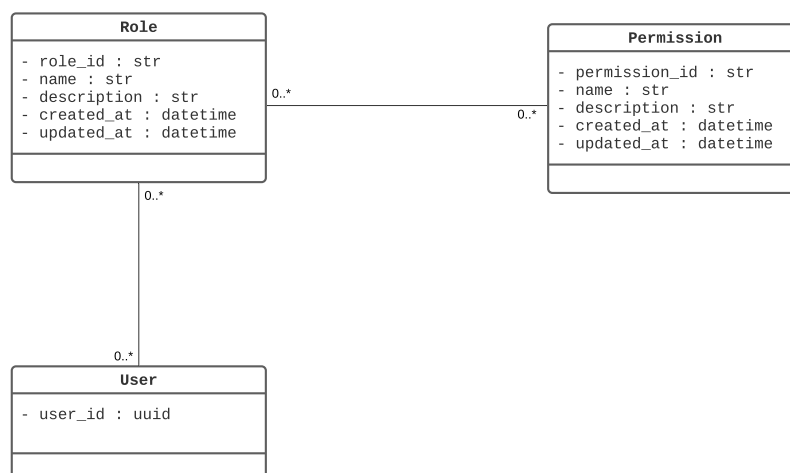 Role
- role_id : str
- name : str
- description : str
- created_at : datetime
- updated_at : datetime
0..*
0..*
Permission
- permission_id : str
- name : str
- description : str
- created_at : datetime
- updated_at : datetime
0..*
0..*
User
- user_id : uuid